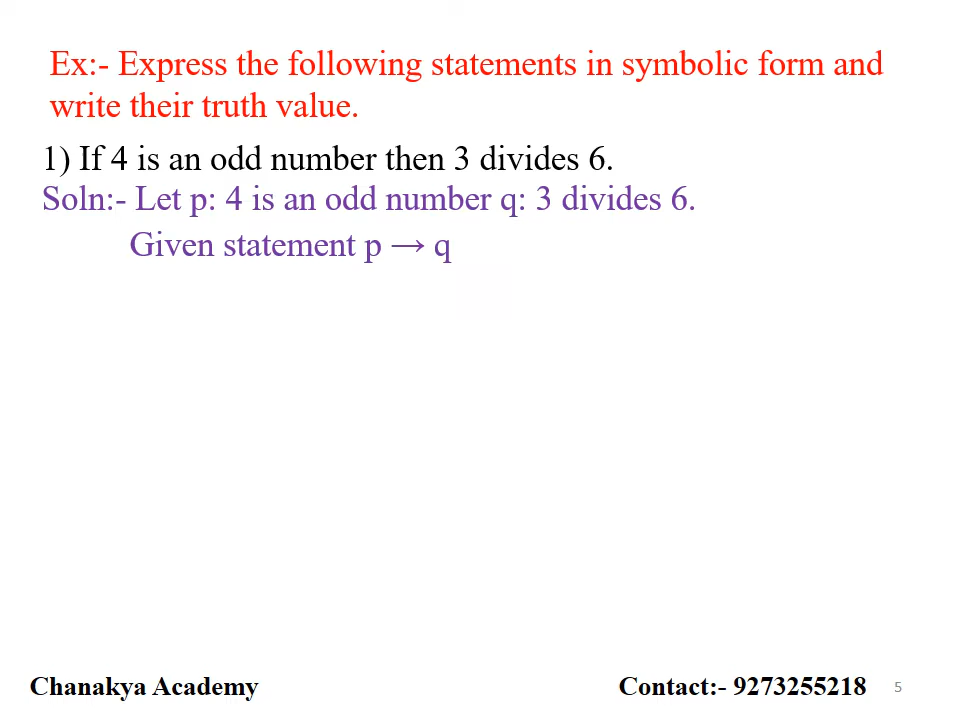 Ex:- Express the following statements in symbolic form and
write their truth value.
1) If 4 is an odd number then 3 divides 6.
Soln:- Let p: 4 is an odd number q: 3 divides 6.
Given statement p → q
Chanakya Academy
Contact:- 9273255218
5